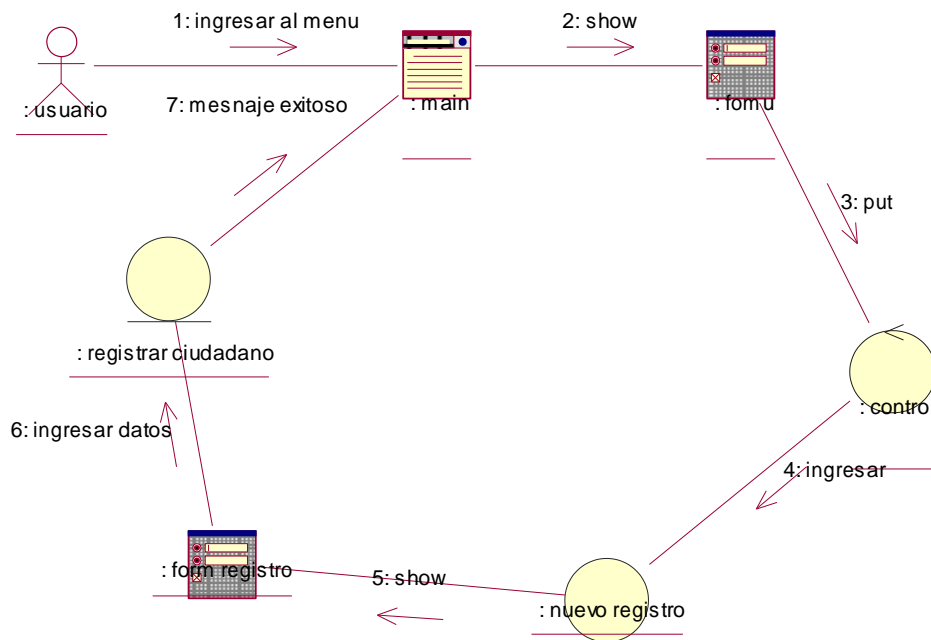 1: ingresar al menu
2: show
: usuario
7: mesnaje exitoso
: main
: fomu
3: put
: registrar ciudadano
: contro
6: ingresar datos
4: ingresar
: form registro
5: show
: nuevo registro